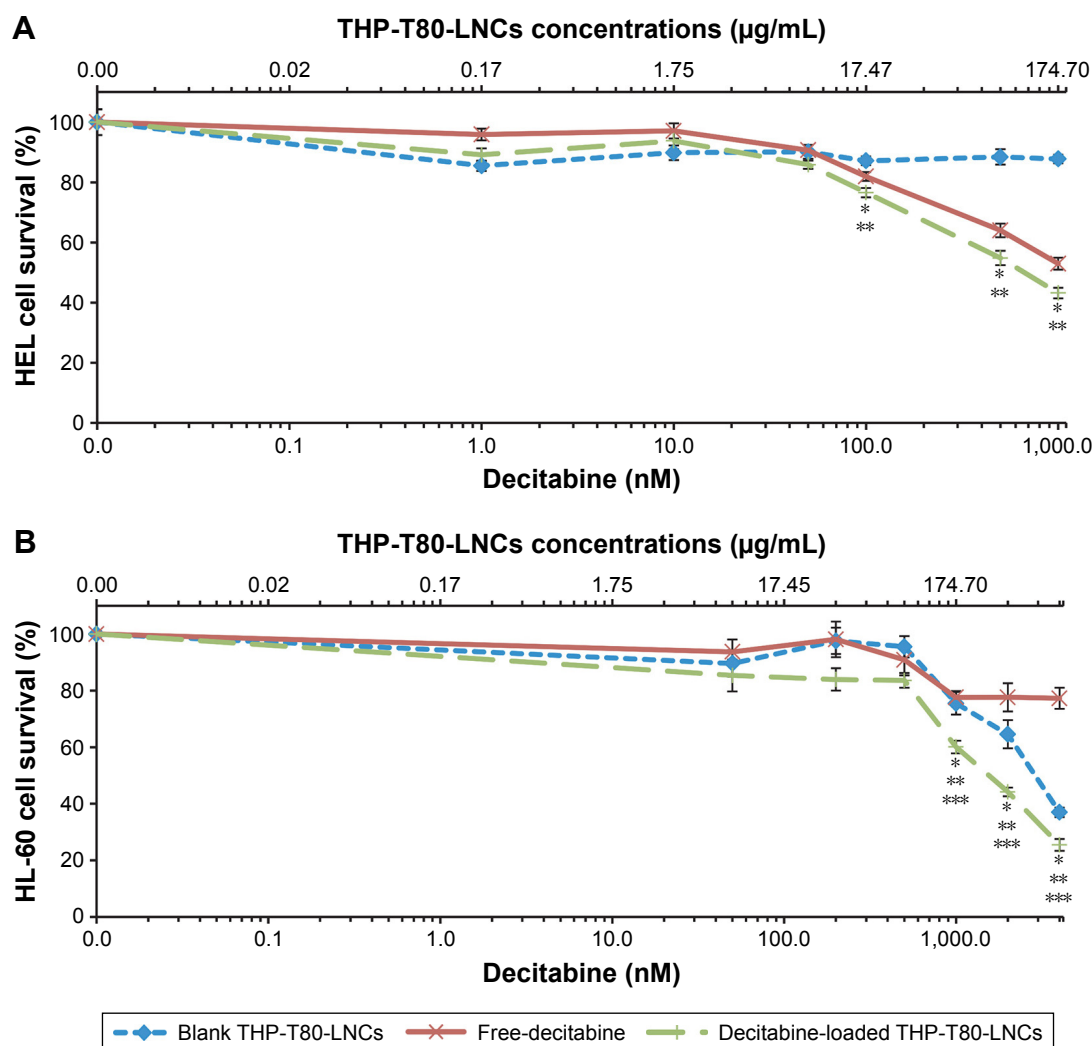 A
THP-T80-LNCs concentrations (µg/mL)
0.00 0.02 0.17 1.75 17.47 174.70
HEL cell survival (%)
100
80
60
40
20
0
* ** * ** * **
0.0 0.1 1.0 10.0 100.0 1,000.0
Decitabine (nM)
B
THP-T80-LNCs concentrations (µg/mL)
0.00 0.02 0.17 1.75 17.45 174.70
HL-60 cell survival (%)
100
80
60
40
20
0
* ** *** * ** *** * ** ***
0.0 0.1 1.0 10.0 100.0 1,000.0
Decitabine (nM)
Blank THP-T80-LNCs Free-decitabine Decitabine-loaded THP-T80-LNCs